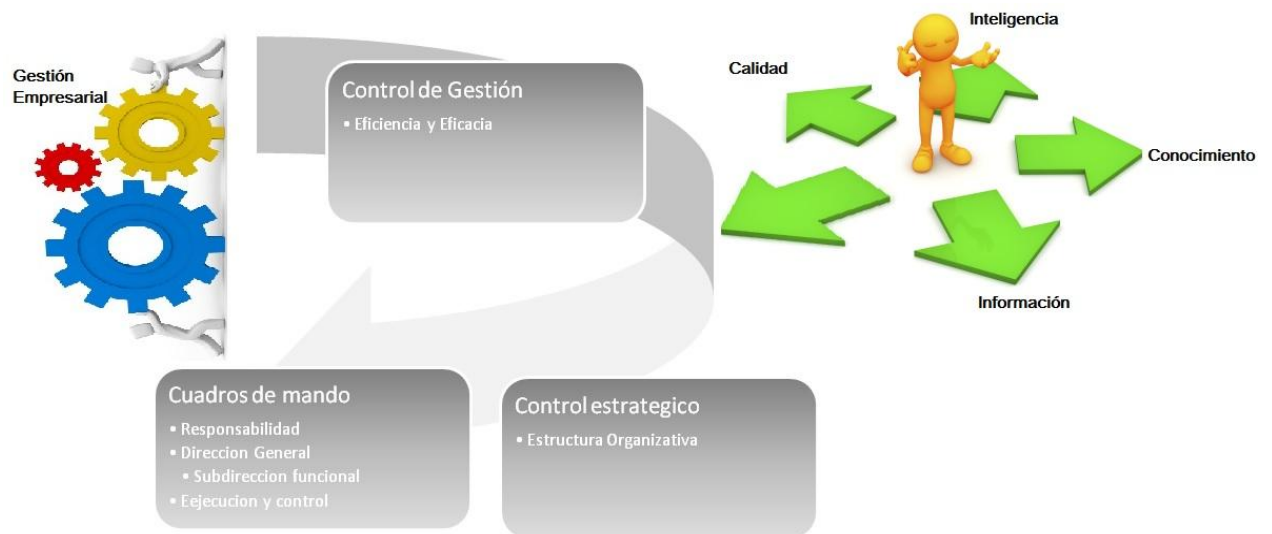 Gestión
Empresarial
Control de Gestión
• Eficiencia y Eficacia
Inteligencia
Calidad
Conocimiento
Información
Cuadros de mando
• Responsabilidad
• Direccion General
• Subdireccion funcional
• Eejecucion y control
Control estrategico
• Estructura Organizativa